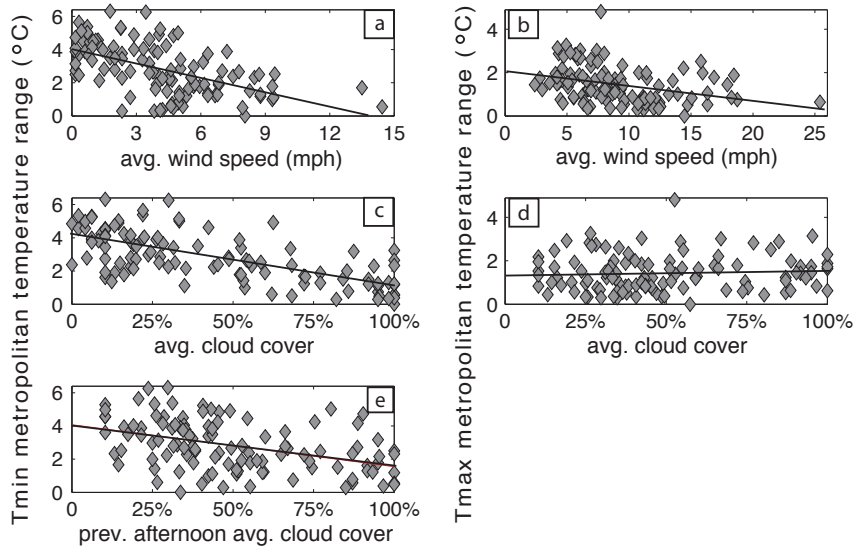 Tmin metropolitan temperature range (°C)
a
6
4
2
0
0 3 6 9 12 15
avg. wind speed (mph)
Tmax metropolitan temperature range (°C)
b
4
2
0
0 5 10 15 20 25
avg. wind speed (mph)
c
6
4
2
0
0 25% 50% 75% 100%
avg. cloud cover
d
4
2
0
0 25% 50% 75% 100%
avg. cloud cover
e
6
4
2
0
0 25% 50% 75% 100%
prev. afternoon avg. cloud cover